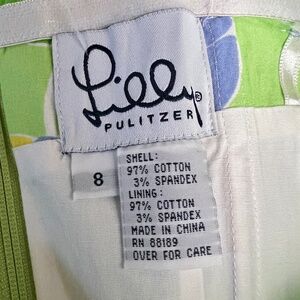 Lilly®
PULITZER
8
SHELL:
97% COTTON
3% SPANDEX
LINING:
97% COTTON
3% SPANDEX
MADE IN CHINA
RN 88189
OVER FOR CARE